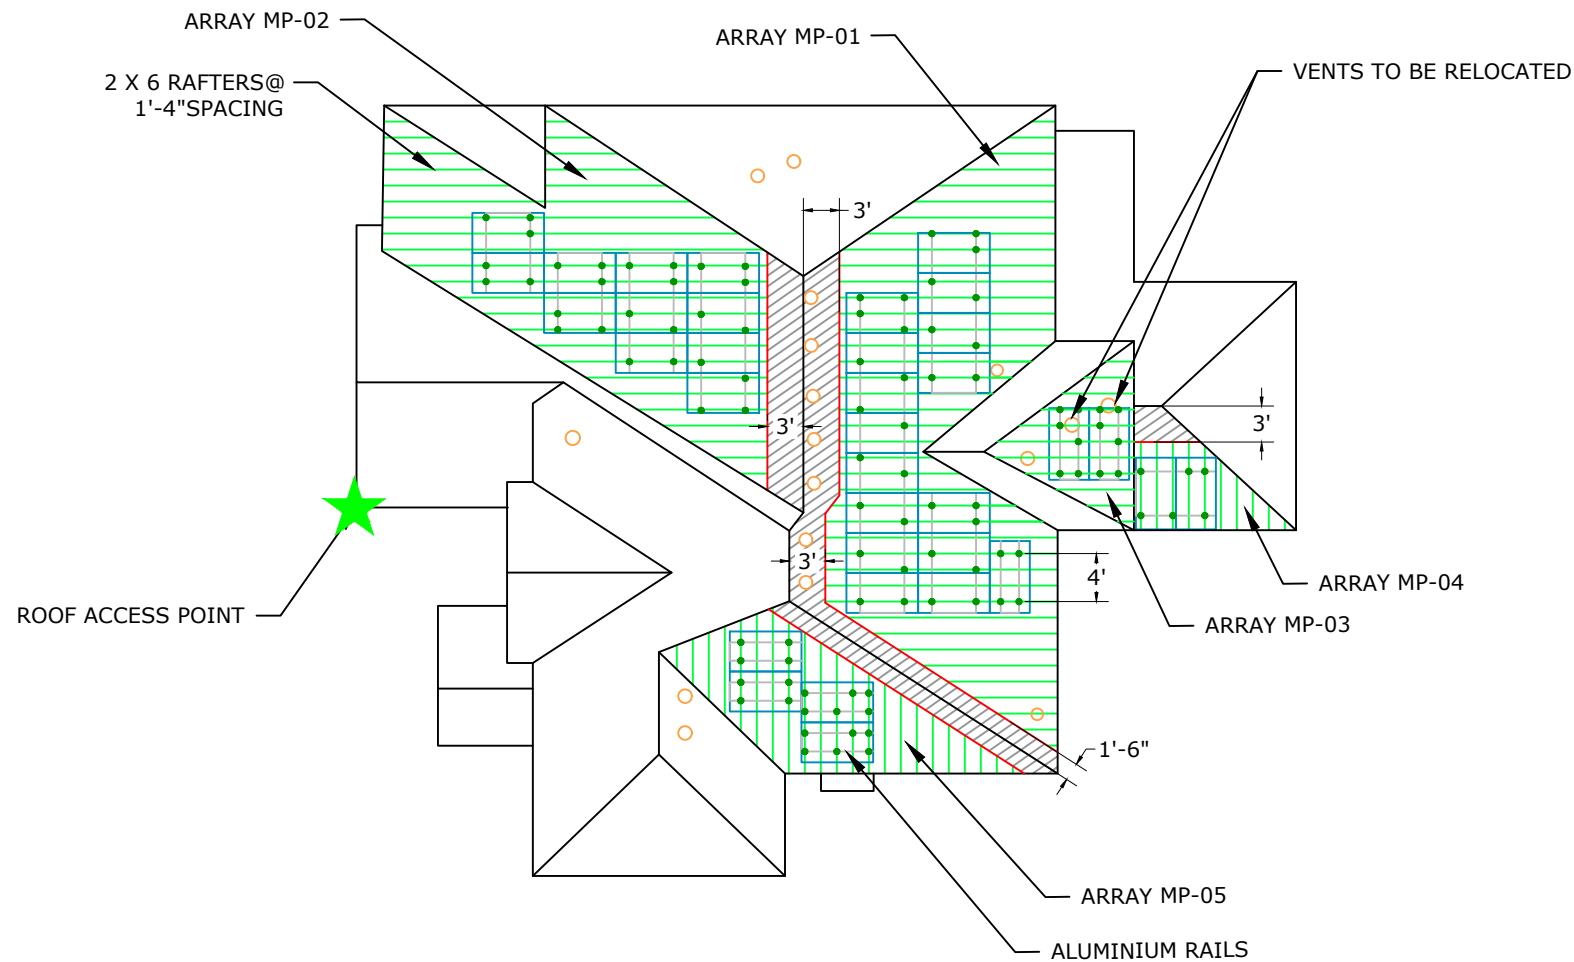 ARRAY MP-02
ARRAY MP-01
VENTS TO BE RELOCATED
2 X 6 RAFTERS@
1'-4"SPACING
3'
3'
3'
3'
4'
ARRAY MP-04
ROOF ACCESS POINT
ARRAY MP-03
1'-6"
ARRAY MP-05
ALUMINIUM RAILS